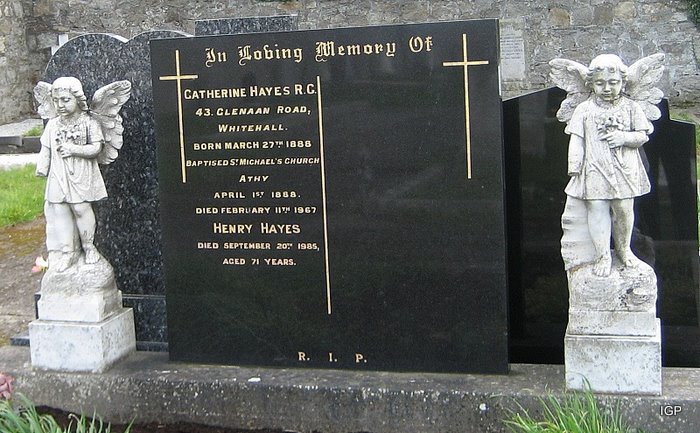 In Loving Memory Of
CATHERINE HAYES R.C.
43. GLENAAN ROAD,
WHITEHALL.
BORN MARCH 27TH 1888
BAPTISED ST MICHAEL'S CHURCH
ATHY
APRIL 1ST 1888.
DIED FEBRUARY 11TH 1967
HENRY HAYES
DIED SEPTEMBER 20TH 1985,
AGED 71 YEARS.
R. I. P.
IGP